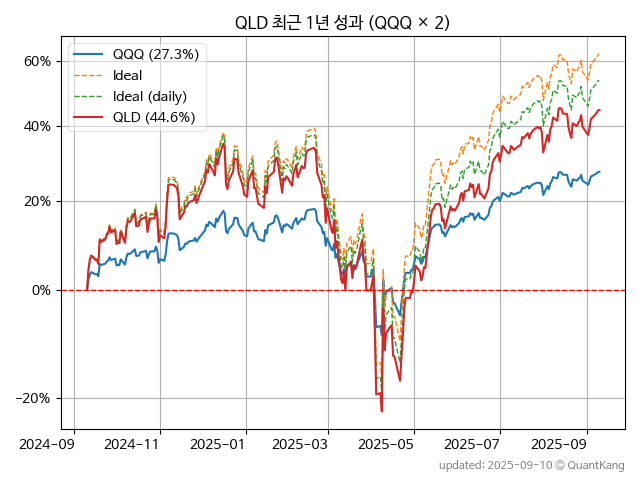 QLD 최근 1년 성과 (QQQ × 2)
QQQ (27.3%)
Ideal
Ideal (daily)
QLD (44.6%)
60%
40%
20%
0%
−20%
2024-09
2024-11
2025-01
2025-03
2025-05
2025-07
2025-09
updated: 2025-09-10 ⓒ QuantKang